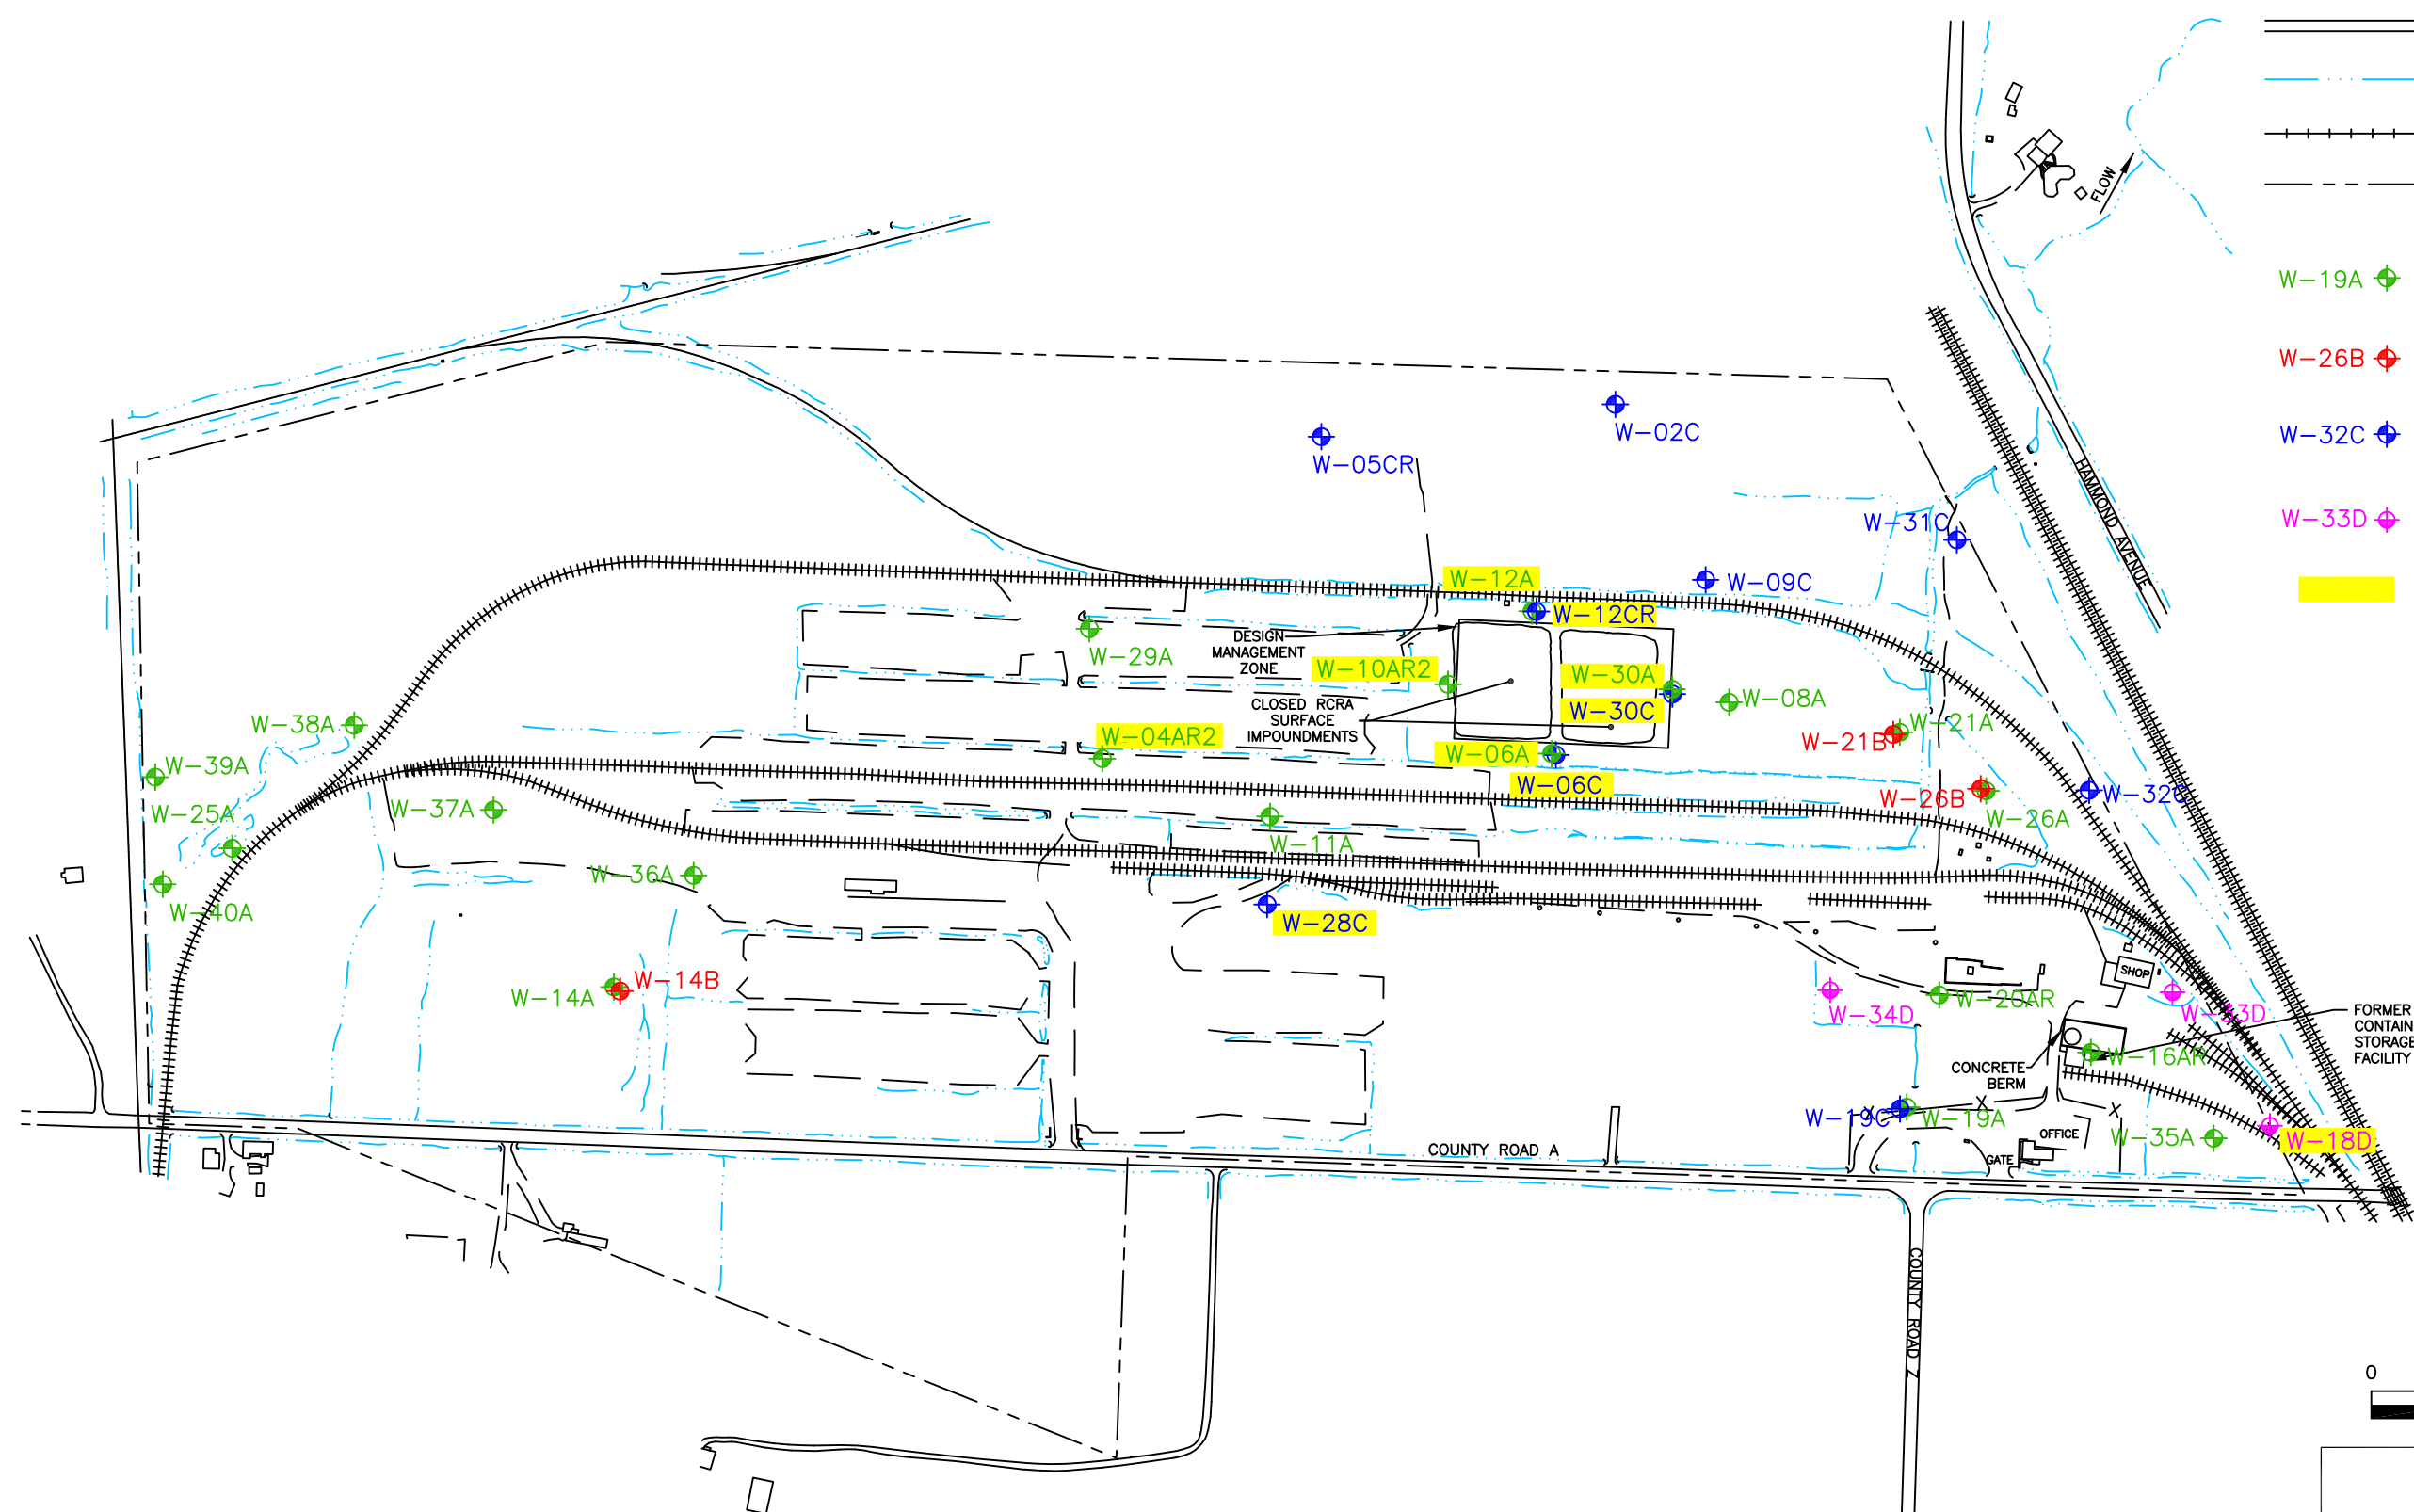 FLOW
W-19A
W-26B
W-32C
W-33D
HAMMOND AVENUE
W-02C
W-05CR
W-31C
W-12A
W-09C
W-12CR
DESIGN
MANAGEMENT
ZONE
W-29A
W-10AR2
W-30A
W-08A
W-30C
CLOSED RCRA
SURFACE
IMPOUNDMENTS
W-38A
W-04AR2
W-21A
W-21B
W-06A
W-39A
W-06C
W-32C
W-26B
W-37A
W-25A
W-26A
W-11A
W-36A
W-40A
W-28C
SHOP
W-14B
W-14A
W-20AR
W-34D
W-33D
FORMER
CONTAIN
STORAGE
FACILITY
W-16AR
CONCRETE
BERM
X
X
X
W-19C
W-19A
OFFICE
W-35A
W-18D
COUNTY ROAD A
GATE
COUNTY ROAD Z
0